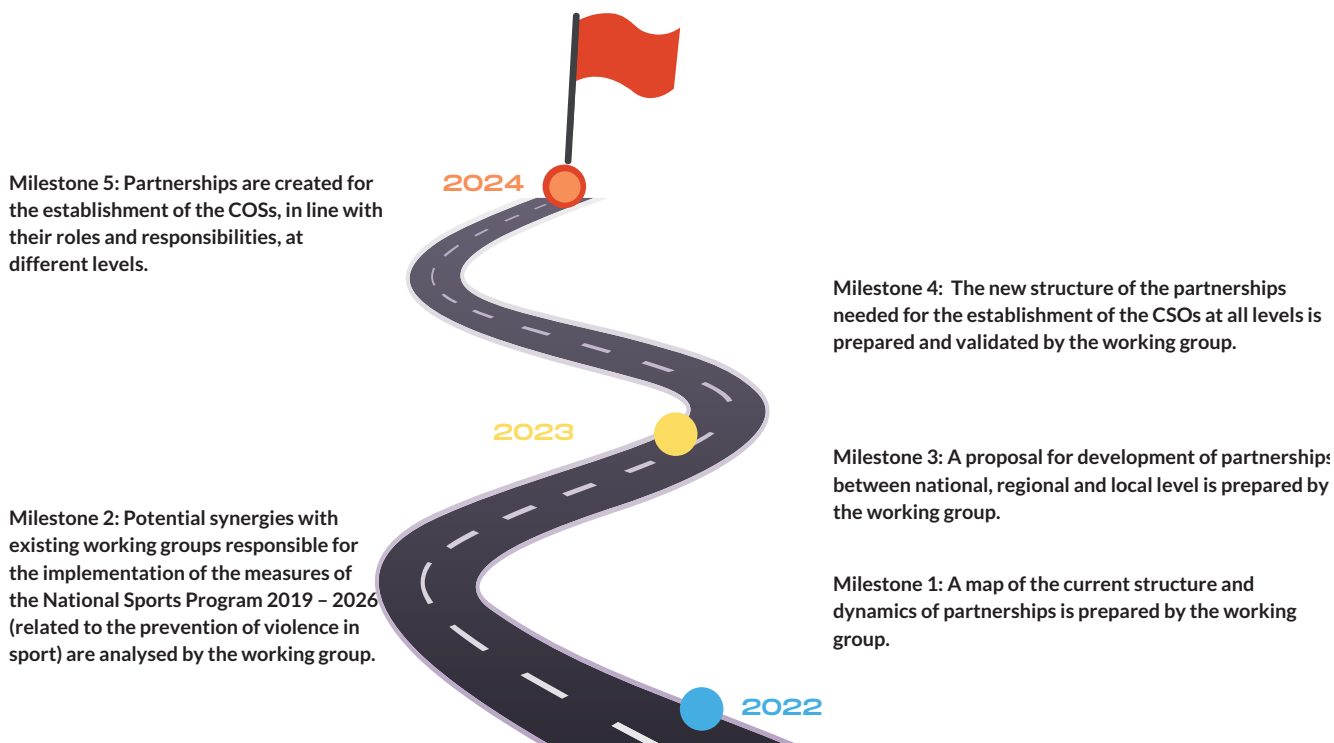 2024
Milestone 5: Partnerships are created for
the establishment of the COSs, in line with
their roles and responsibilities, at
different levels.
Milestone 4:  The new structure of the partnerships
needed for the establishment of the CSOs at all levels is
prepared and validated by the working group.
2023
Milestone 3: A proposal for development of partnerships
between national, regional and local level is prepared by
the working group.
Milestone 2: Potential synergies with
existing working groups responsible for
the implementation of the measures of
the National Sports Program 2019 – 2026
(related to the prevention of violence in
sport) are analysed by the working group.
Milestone 1: A map of the current structure and
dynamics of partnerships is prepared by the working
group.
2022